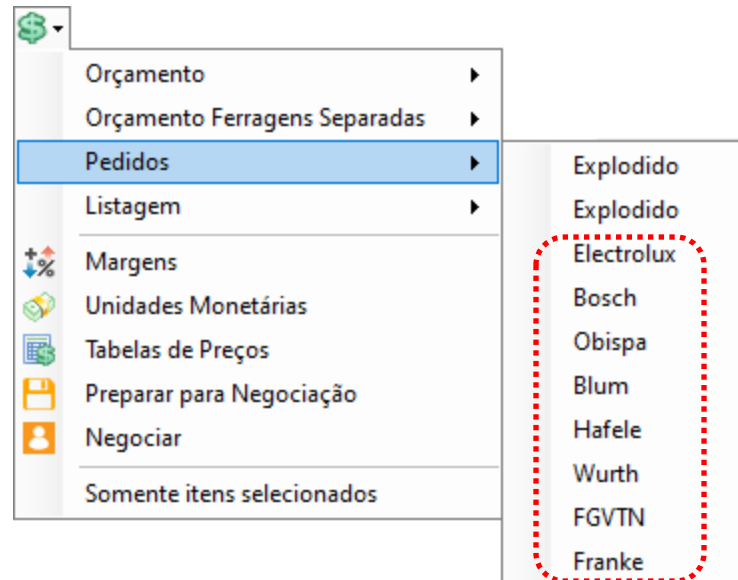 Orçamento
Orçamento Ferragens Separadas
Pedidos
Listagem
Margens
Unidades Monetárias
Tabelas de Preços
Preparar para Negociação
Negociar
Somente itens selecionados
Explodido
Explodido
Electrolux
Bosch
Obispa
Blum
Hafele
Wurth
FGVTN
Franke